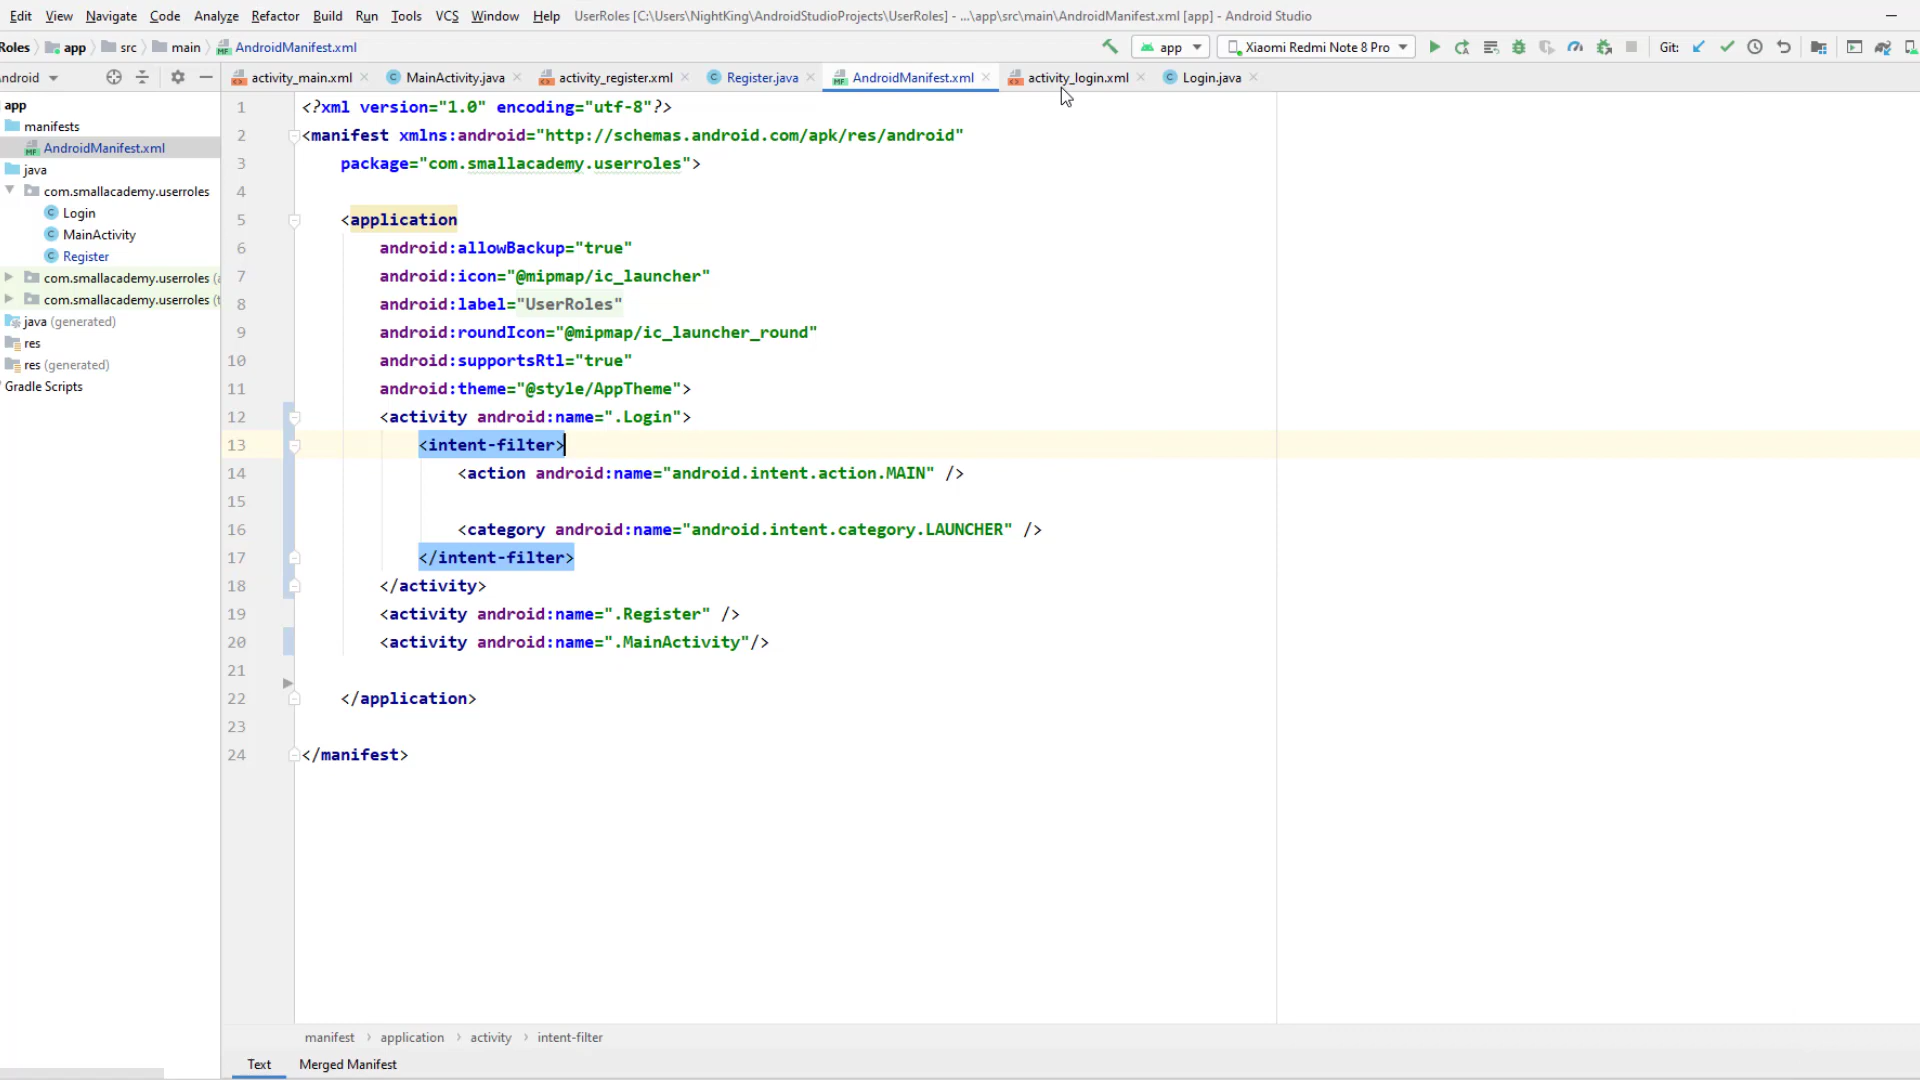 Edit View Navigate Code Analyze Refactor Build Run Tools VCS Window Help UserRoles [C:\Users\NightKing\AndroidStudioProjects\UserRoles] - ...\app\src\main\AndroidManifest.xml [app] - Android Studio
Roles app src main AndroidManifest.xml app Xiaomi Redmi Note 8 Pro Git:
ndroid activity_main.xml MainActivity.java activity_register.xml Register.java AndroidManifest.xml activity_login.xml Login.java
app
manifests
AndroidManifest.xml
java
com.smallacademy.userroles
Login
MainActivity
Register
com.smallacademy.userroles (a
com.smallacademy.userroles (t
java (generated)
res
res (generated)
Gradle Scripts
1 <?xml version="1.0" encoding="utf-8"?>
2 <manifest xmlns:android="http://schemas.android.com/apk/res/android"
3 package="com.smallacademy.userroles">
4
5 <application
6 android:allowBackup="true"
7 android:icon="@mipmap/ic_launcher"
8 android:label="UserRoles"
9 android:roundIcon="@mipmap/ic_launcher_round"
10 android:supportsRtl="true"
11 android:theme="@style/AppTheme">
12 <activity android:name=".Login">
13 <intent-filter>
14 <action android:name="android.intent.action.MAIN" />
15
16 <category android:name="android.intent.category.LAUNCHER" />
17 </intent-filter>
18 </activity>
19 <activity android:name=".Register" />
20 <activity android:name=".MainActivity"/>
21
22 </application>
23
24 </manifest>
manifest › application › activity › intent-filter
Text Merged Manifest